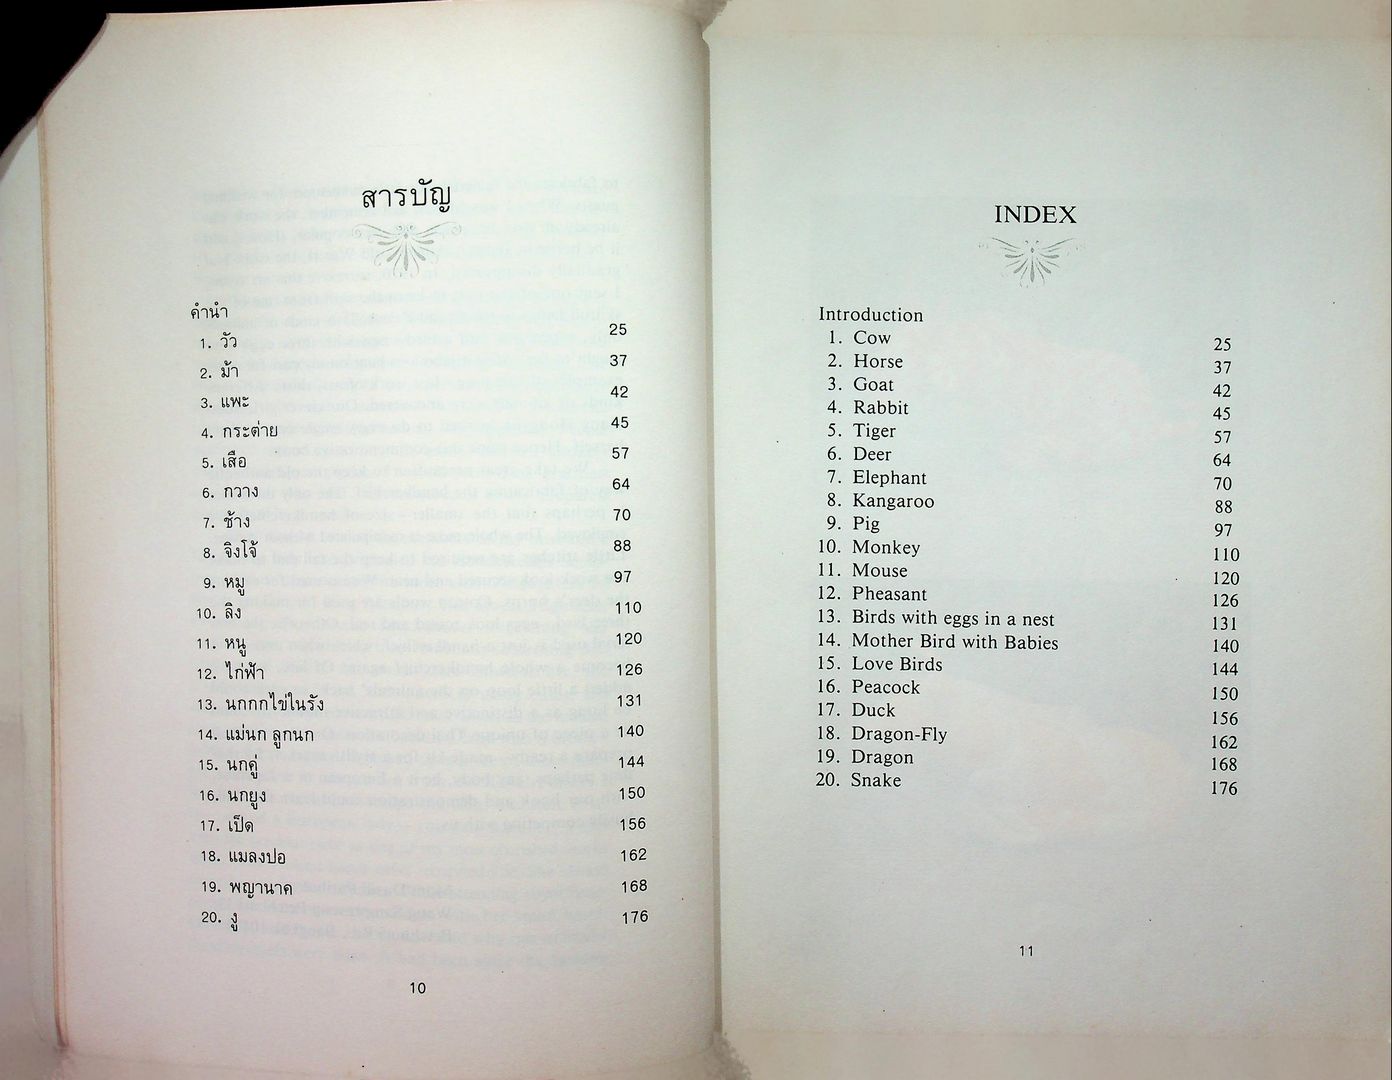 สารบัญ
คำนำ
1. วัว 25
2. ม้า 37
3. แพะ 42
4. กระต่าย 45
5. เสือ 57
6. กวาง 64
7. ช้าง 70
8. จิงโจ้ 88
9. หมู 97
10. ลิง 110
11. หนู 120
12. ไก่ฟ้า 126
13. นกกกไข่ในรัง 131
14. แม่นก ลูกนก 140
15. นกคู่ 144
16. นกยูง 150
17. เป็ด 156
18. แมลงปอ 162
19. พญานาค 168
20. งู 176
10
INDEX
Introduction
1. Cow 25
2. Horse 37
3. Goat 42
4. Rabbit 45
5. Tiger 57
6. Deer 64
7. Elephant 70
8. Kangaroo 88
9. Pig 97
10. Monkey 110
11. Mouse 120
12. Pheasant 126
13. Birds with eggs in a nest 131
14. Mother Bird with Babies 140
15. Love Birds 144
16. Peacock 150
17. Duck 156
18. Dragon-Fly 162
19. Dragon 168
20. Snake 176
11